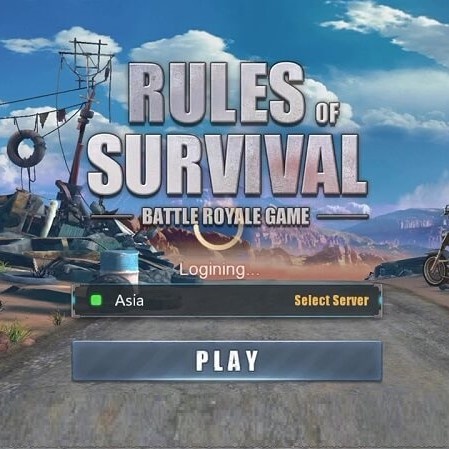 RULES OF
SURVIVAL
BATTLE ROYALE GAME
Logining...
Asia Select Server
PLAY